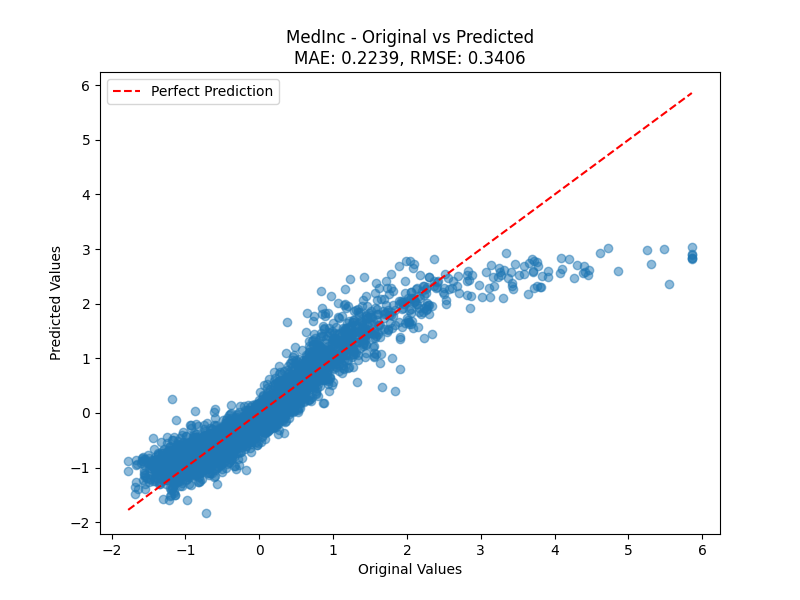 MedInc - Original vs Predicted
MAE: 0.2239, RMSE: 0.3406
Perfect Prediction
6
5
4
3
2
1
0
−1
−2
Predicted Values
−2 −1 0 1 2 3 4 5 6
Original Values